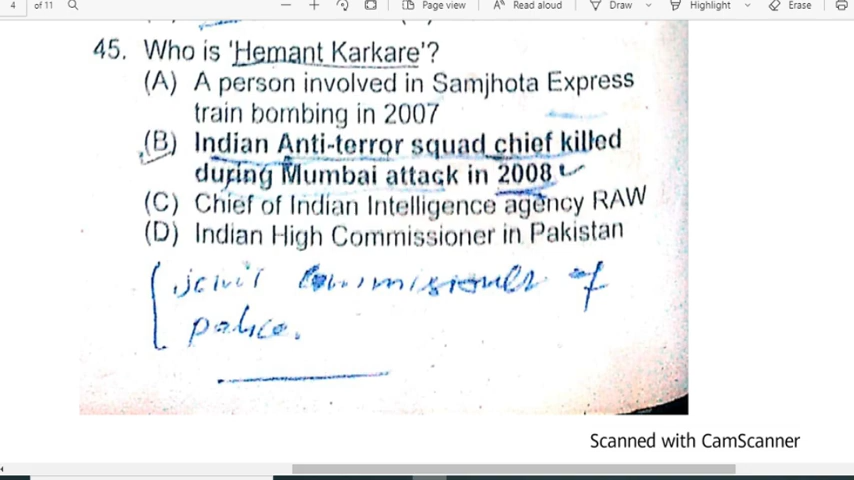 4 of 11 Page view Read aloud Draw Highlight Erase
45. Who is 'Hemant Karkare'?
(A) A person involved in Samjhota Express
train bombing in 2007
(B) Indian Anti-terror squad chief killed
during Mumbai attack in 2008
(C) Chief of Indian Intelligence agency RAW
(D) Indian High Commissioner in Pakistan
commissioner of
police.
Scanned with CamScanner